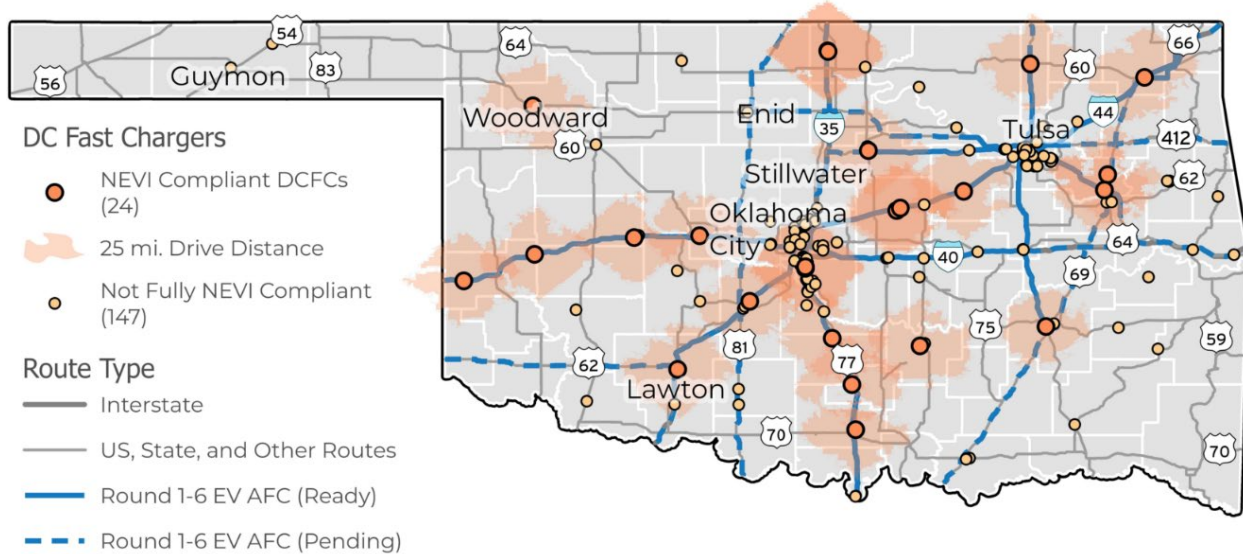 54
64
83
56
Guymon
60
66
Woodward
Enid
35
44
Tulsa
412
60
Stillwater
62
Oklahoma
City
64
40
69
75
59
81
77
62
Lawton
70
70
DC Fast Chargers
NEVI Compliant DCFCs
(24)
25 mi. Drive Distance
Not Fully NEVI Compliant
(147)
Route Type
Interstate
US, State, and Other Routes
Round 1-6 EV AFC (Ready)
Round 1-6 EV AFC (Pending)